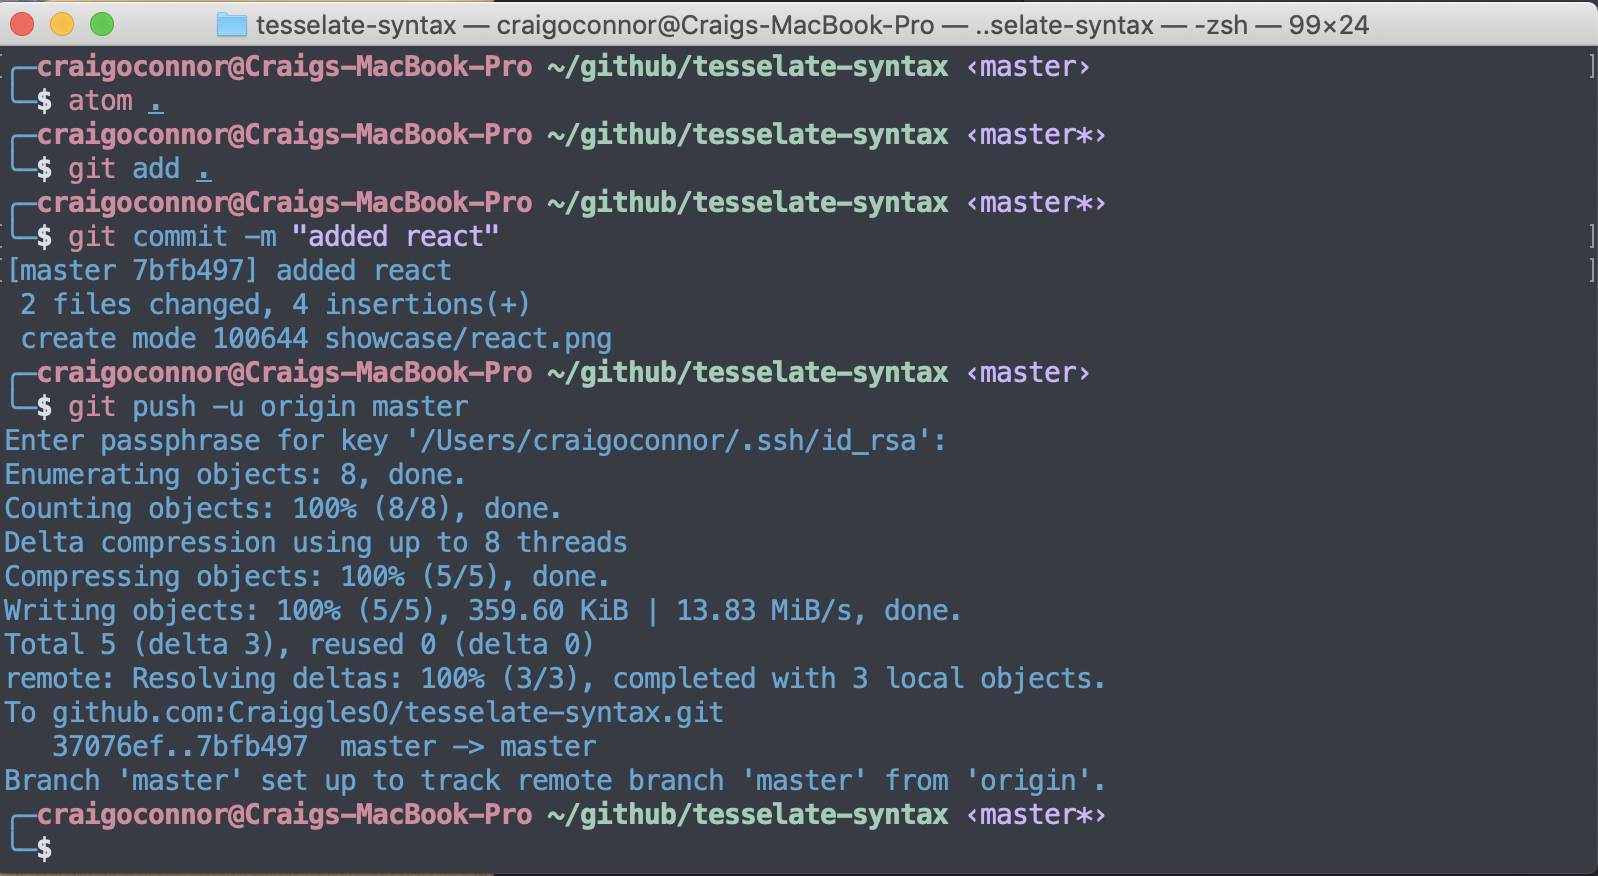 tesselate-syntax — craigoconnor@Craigs-MacBook-Pro — ..selate-syntax — -zsh — 99×24
╭─craigoconnor@Craigs-MacBook-Pro ~/github/tesselate-syntax ‹master›
╰─$ atom .
╭─craigoconnor@Craigs-MacBook-Pro ~/github/tesselate-syntax ‹master*›
╰─$ git add .
╭─craigoconnor@Craigs-MacBook-Pro ~/github/tesselate-syntax ‹master*›
╰─$ git commit -m "added react"
[master 7bfb497] added react
 2 files changed, 4 insertions(+)
 create mode 100644 showcase/react.png
╭─craigoconnor@Craigs-MacBook-Pro ~/github/tesselate-syntax ‹master›
╰─$ git push -u origin master
Enter passphrase for key '/Users/craigoconnor/.ssh/id_rsa':
Enumerating objects: 8, done.
Counting objects: 100% (8/8), done.
Delta compression using up to 8 threads
Compressing objects: 100% (5/5), done.
Writing objects: 100% (5/5), 359.60 KiB | 13.83 MiB/s, done.
Total 5 (delta 3), reused 0 (delta 0)
remote: Resolving deltas: 100% (3/3), completed with 3 local objects.
To github.com:CraigglesO/tesselate-syntax.git
   37076ef..7bfb497  master -> master
Branch 'master' set up to track remote branch 'master' from 'origin'.
╭─craigoconnor@Craigs-MacBook-Pro ~/github/tesselate-syntax ‹master*›
╰─$